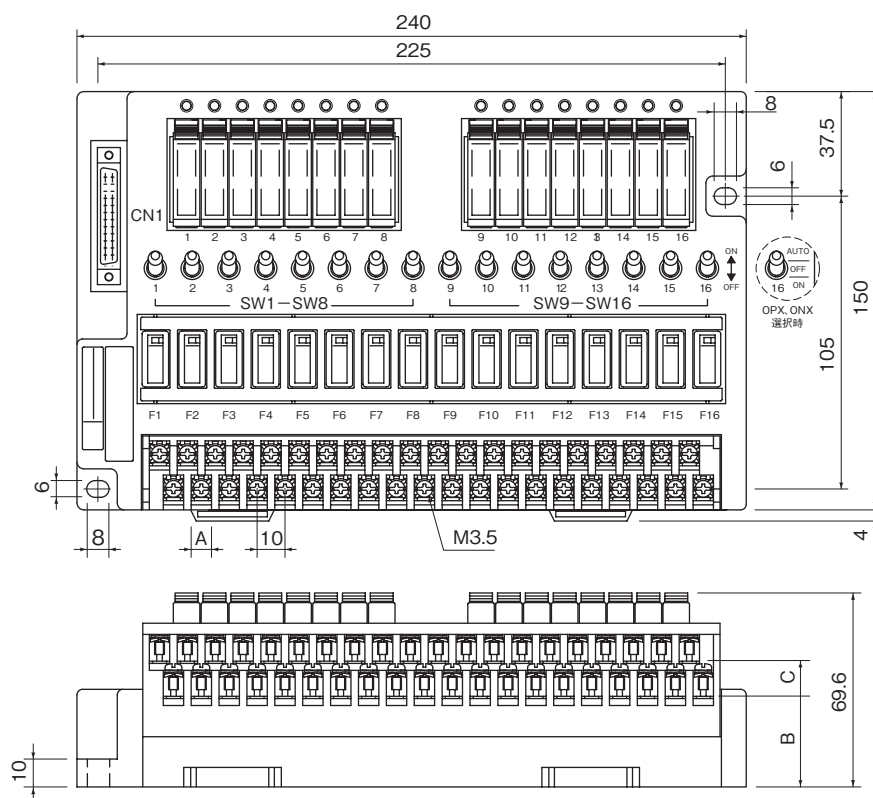 240
225
8
37.5
6
CN1
1 2 3 4 5 6 7 8
9 10 11 12 13 14 15 16
ON
OFF
AUTO
OFF
ON
16
1 2 3 4 5 6 7 8 9 10 11 12 13 14 15 16
SW1－SW8
SW9－SW16
OPX、ONX
選択時
150
105
F1 F2 F3 F4 F5 F6 F7 F8 F9 F10 F11 F12 F13 F14 F15 F16
6
8
A
10
M3.5
4
C
B
69.6
10